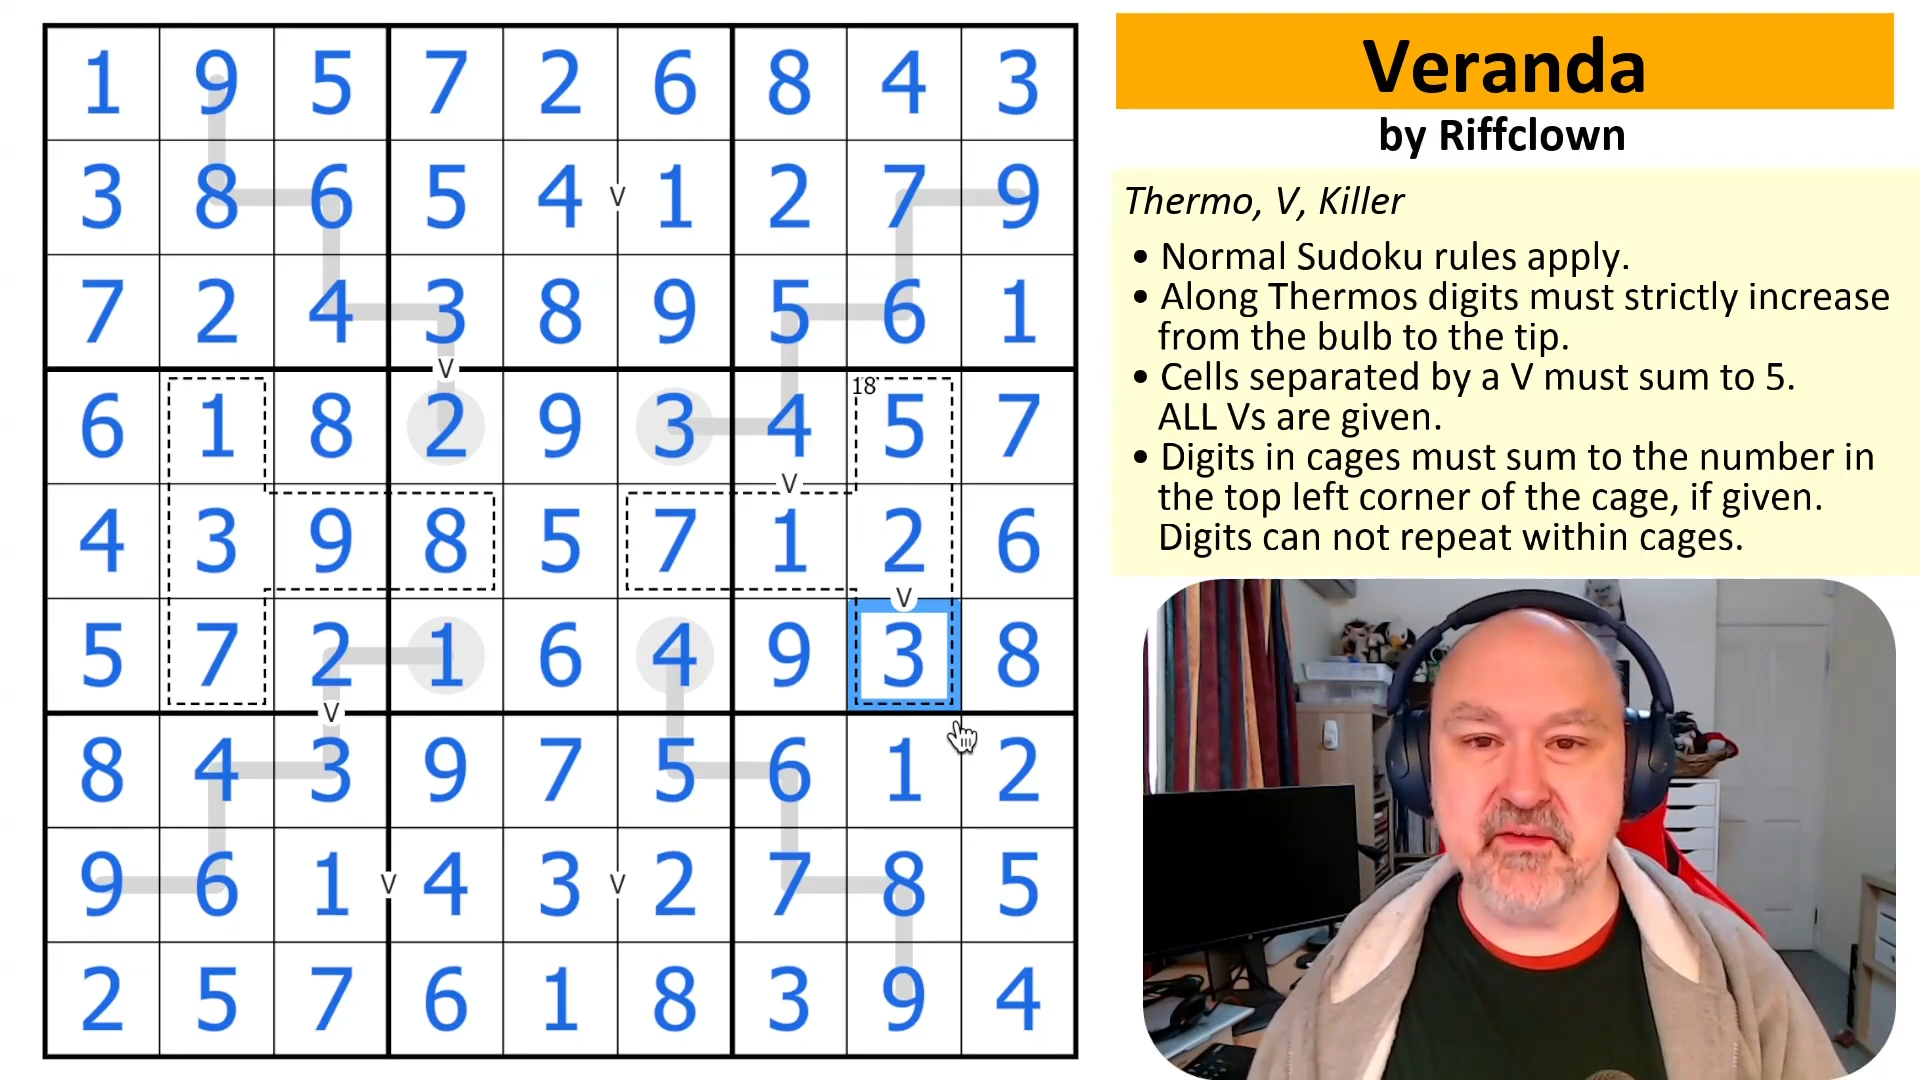 Veranda
by Riffclown
Thermo, V, Killer
• Normal Sudoku rules apply.
• Along Thermos digits must strictly increase
from the bulb to the tip.
• Cells separated by a V must sum to 5.
ALL Vs are given.
• Digits in cages must sum to the number in
the top left corner of the cage, if given.
Digits can not repeat within cages.
1 9 5 7 2 6 8 4 3
3 8 6 5 4 V 1 2 7 9
7 2 4 3 8 9 5 6 1
V
18
6 1 8 2 9 3 4 5 7
V
4 3 9 8 5 7 1 2 6
V
5 7 2 1 6 4 9 3 8
V
8 4 3 9 7 5 6 1 2
9 6 1 V 4 3 V 2 7 8 5
2 5 7 6 1 8 3 9 4